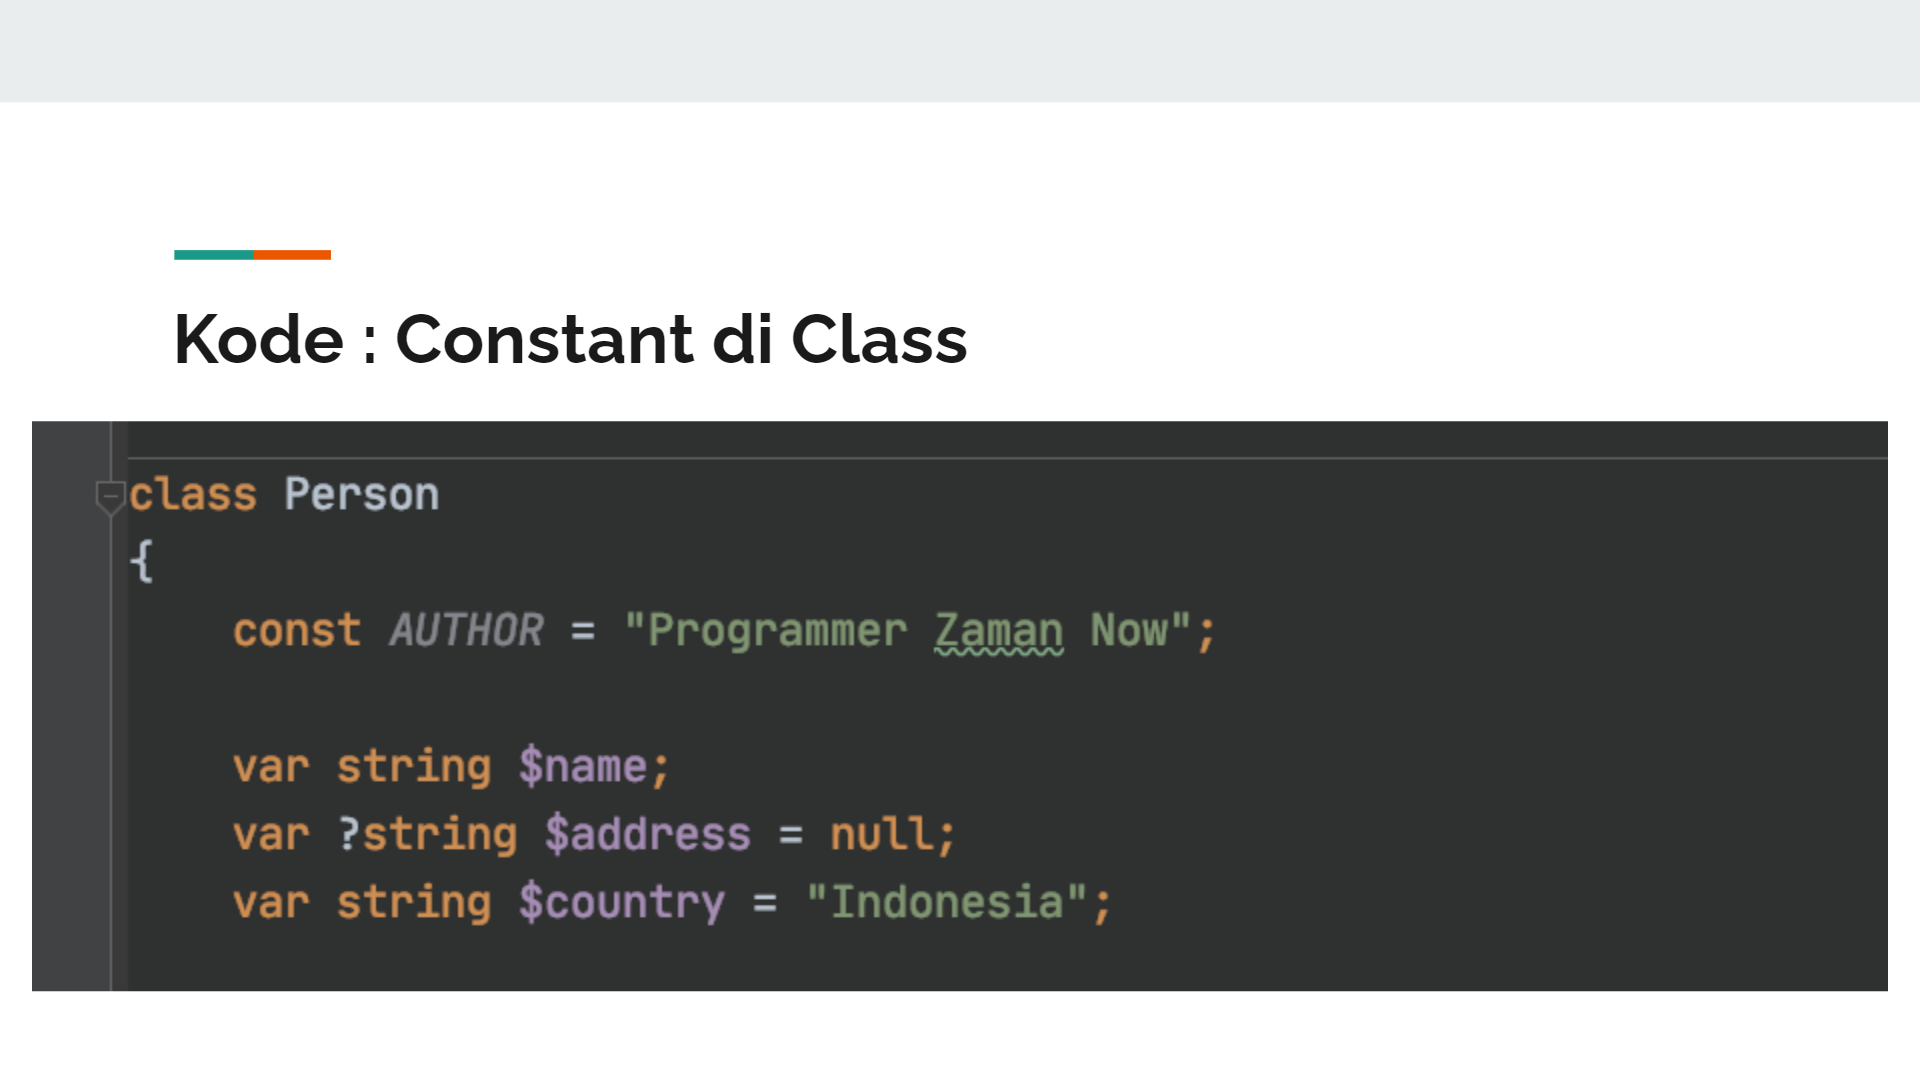 Kode : Constant di Class
class Person
{
    const AUTHOR = "Programmer Zaman Now";
    var string $name;
    var ?string $address = null;
    var string $country = "Indonesia";